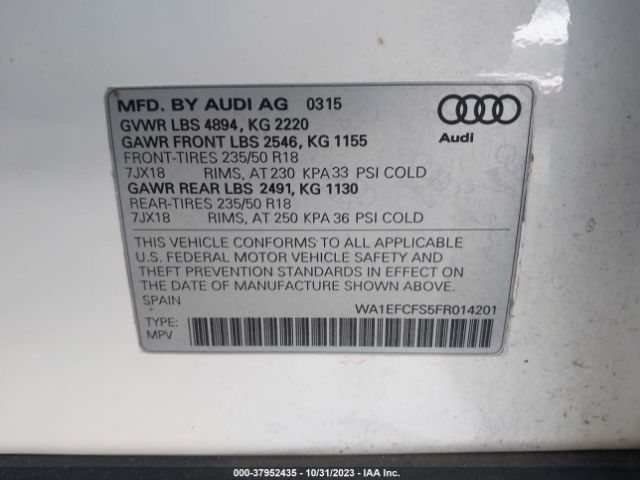 MFD. BY AUDI AG 0315
GVWR LBS 4894, KG 2220
GAWR FRONT LBS 2546, KG 1155
FRONT-TIRES 235/50 R18
7JX18 RIMS, AT 230 KPA 33 PSI COLD
GAWR REAR LBS 2491, KG 1130
REAR-TIRES 235/50 R18
7JX18 RIMS, AT 250 KPA 36 PSI COLD
Audi
THIS VEHICLE CONFORMS TO ALL APPLICABLE
U.S. FEDERAL MOTOR VEHICLE SAFETY AND
THEFT PREVENTION STANDARDS IN EFFECT ON
THE DATE OF MANUFACTURE SHOWN ABOVE.
SPAIN WA1EFCFS5FR014201
TYPE:
MPV
0-37952435 - 10/31/2023 - IAA Inc.